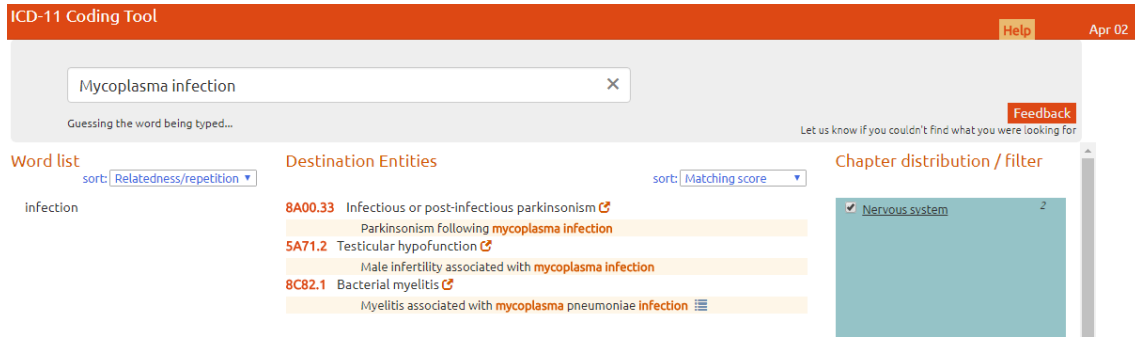 ICD-11 Coding Tool
Help
Apr 02
Mycoplasma infection
Guessing the word being typed...
Feedback
Let us know if you couldn't find what you were looking for
Word list
sort: Relatedness/repetition
infection
Destination Entities
sort: Matching score
8A00.33 Infectious or post-infectious parkinsonism
Parkinsonism following mycoplasma infection
5A71.2 Testicular hypofunction
Male infertility associated with mycoplasma infection
8C82.1 Bacterial myelitis
Myelitis associated with mycoplasma pneumoniae infection
Chapter distribution / filter
Nervous system 2